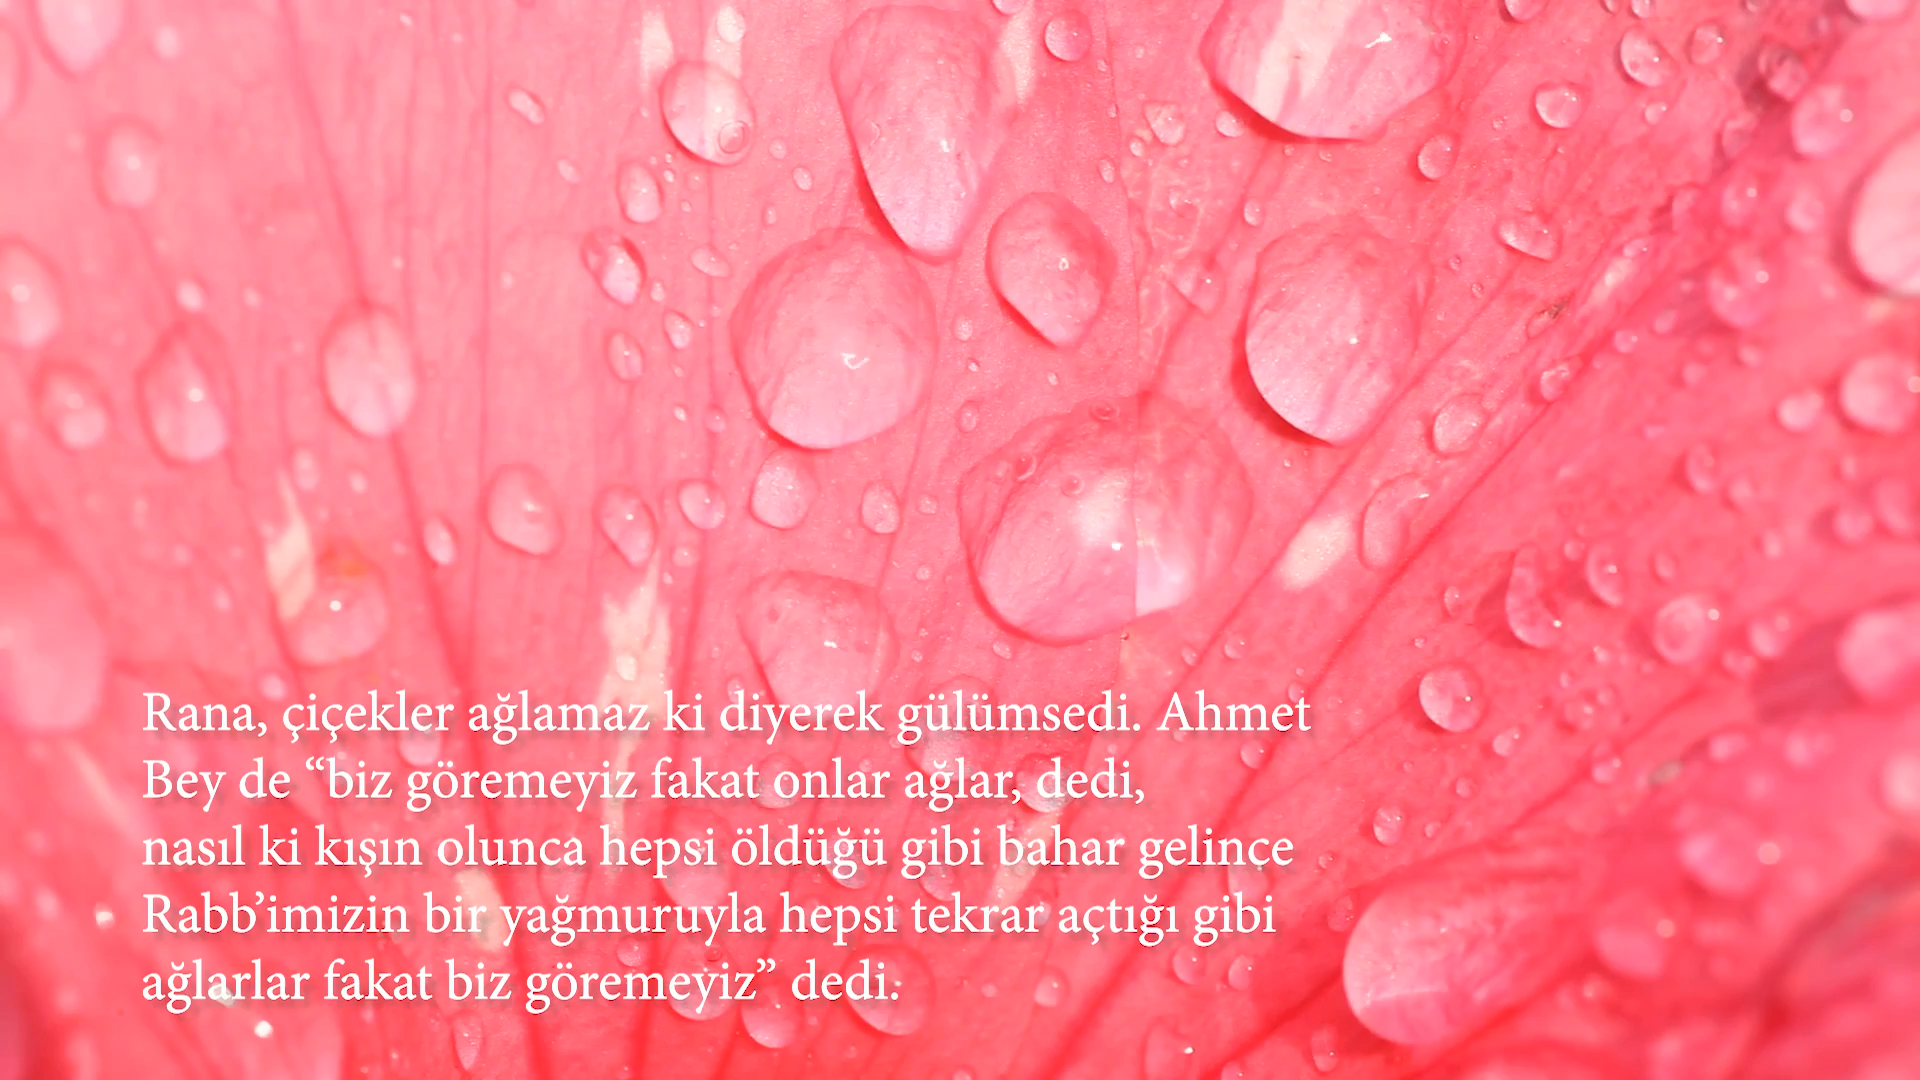 Rana, çiçekler ağlamaz ki diyerek gülümsedi. Ahmet
Bey de “biz göremeyiz fakat onlar ağlar, dedi,
nasıl ki kışın olunca hepsi öldüğü gibi bahar gelinçe
Rabb’imizin bir yağmuruyla hepsi tekrar açtığı gibi
ağlarlar fakat biz göremeyiz” dedi.